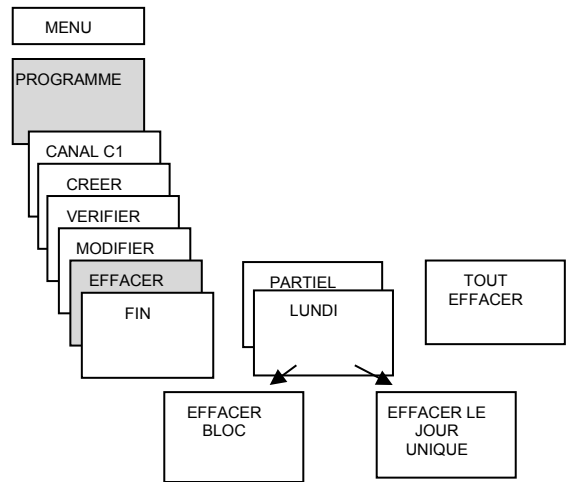 MENU
PROGRAMME
CANAL C1
CREER
VERIFIER
MODIFIER
EFFACER
FIN
PARTIEL
LUNDI
TOUT
EFFACER
EFFACER
BLOC
EFFACER LE
JOUR
UNIQUE